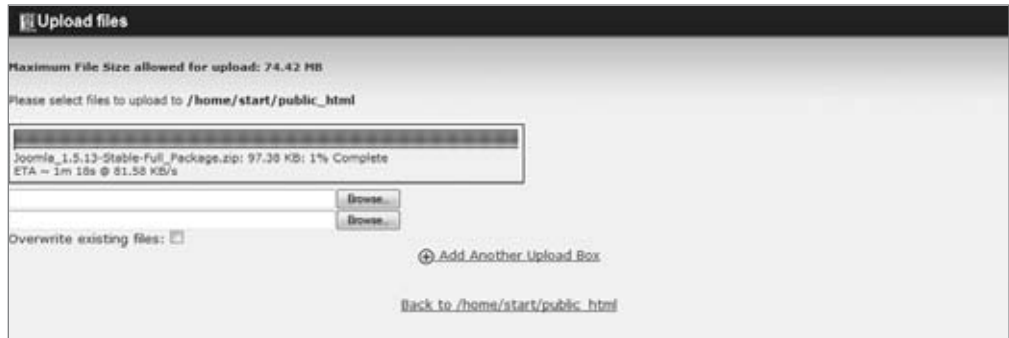 Upload files
Maximum File Size allowed for upload: 74.42 MB
Please select files to upload to /home/start/public_html
Joomla_1.5.13-Stable-Full_Package.zip: 97.38 KB: 1% Complete
ETA ~ 1m 18s @ 81.58 KB/s
Browse..
Browse..
Overwrite existing files:
Add Another Upload Box
Back to /home/start/public_html